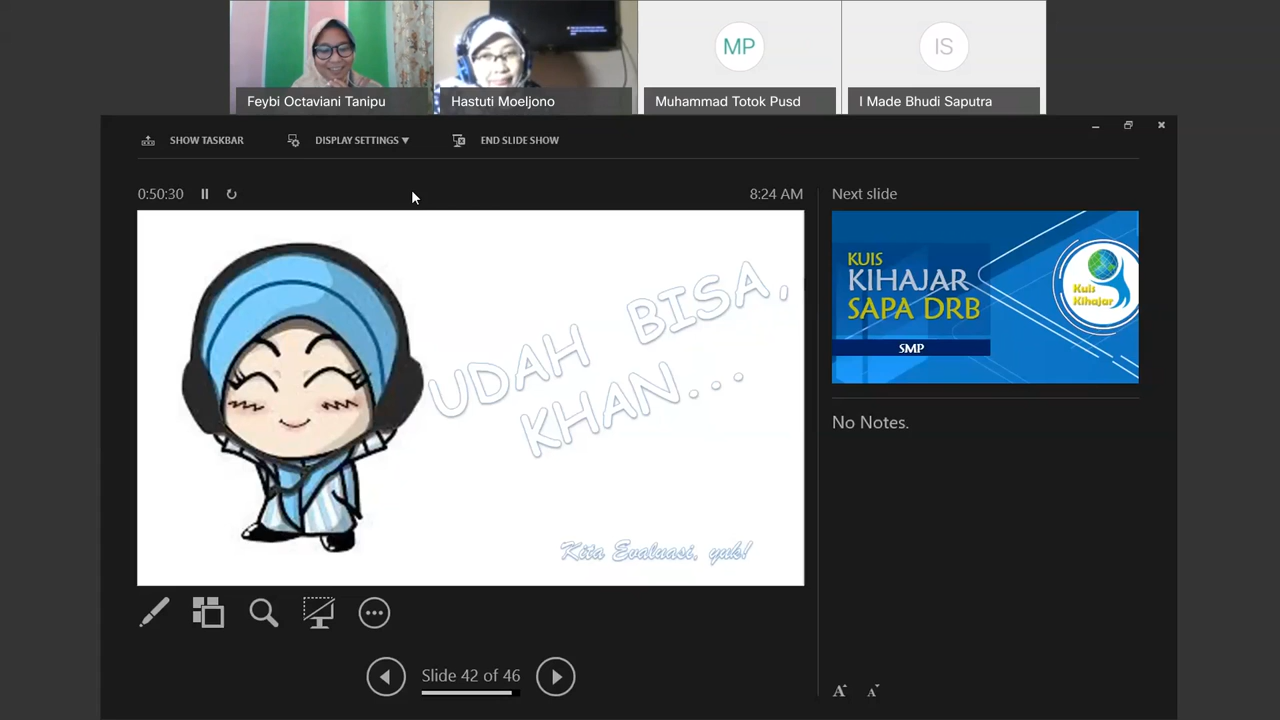 MP
IS
Feybi Octaviani Tanipu
Hastuti Moeljono
Muhammad Totok Pusd
I Made Bhudi Saputra
SHOW TASKBAR
DISPLAY SETTINGS ▾
END SLIDE SHOW
0:50:30
8:24 AM
Next slide
UDAH BISA,
KHAN...
Kita Evaluasi, yuk!
KUIS
KIHAJAR
SAPA DRB
SMP
Kuis
Kihajar
No Notes.
Slide 42 of 46
A
A